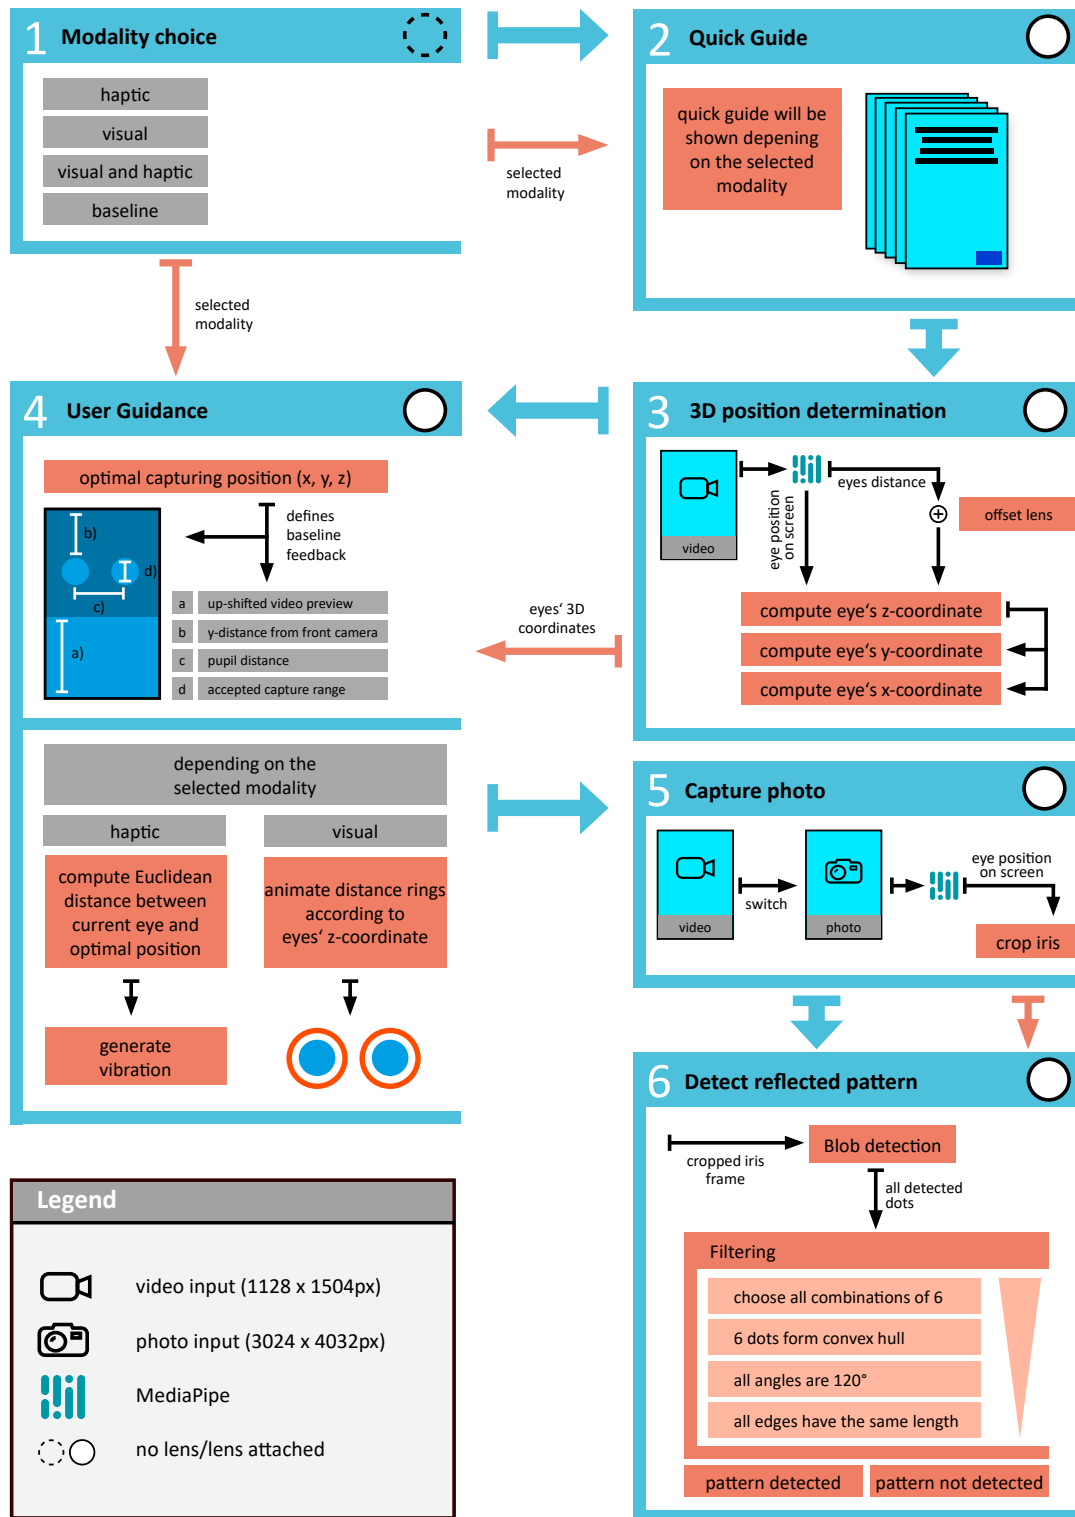 1 Modality choice
haptic
visual
visual and haptic
baseline
selected
modality
2 Quick Guide
quick guide will be
shown depening
on the selected
modality
selected
modality
3 3D position determination
video
eye position
on screen
eyes distance
offset lens
compute eye‘s z-coordinate
compute eye‘s y-coordinate
compute eye‘s x-coordinate
eyes‘ 3D
coordinates
4 User Guidance
optimal capturing position (x, y, z)
defines
baseline
feedback
b)
d)
c)
a)
a up-shifted video preview
b y-distance from front camera
c pupil distance
d accepted capture range
depending on the
selected modality
haptic
compute Euclidean
distance between
current eye and
optimal position
generate
vibration
visual
animate distance rings
according to
eyes‘ z-coordinate
5 Capture photo
video
switch
photo
eye position
on screen
crop iris
6 Detect reflected pattern
cropped iris
frame
Blob detection
all detected
dots
Filtering
choose all combinations of 6
6 dots form convex hull
all angles are 120°
all edges have the same length
pattern detected
pattern not detected
Legend
video input (1128 x 1504px)
photo input (3024 x 4032px)
MediaPipe
no lens/lens attached